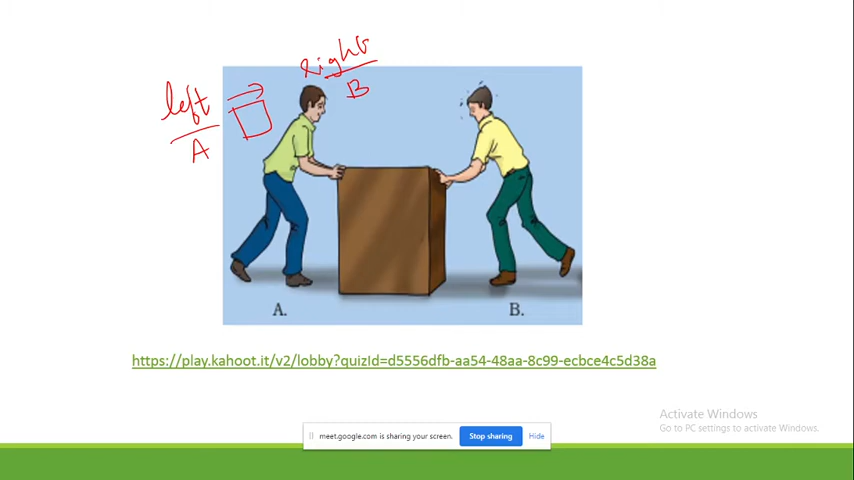 right
B
left
A
A.
B.
https://play.kahoot.it/v2/lobby?quizId=d5556dfb-aa54-48aa-8c99-ecbce4c5d38a
Activate Windows
Go to PC settings to activate Windows.
meet.google.com is sharing your screen. Stop sharing Hide